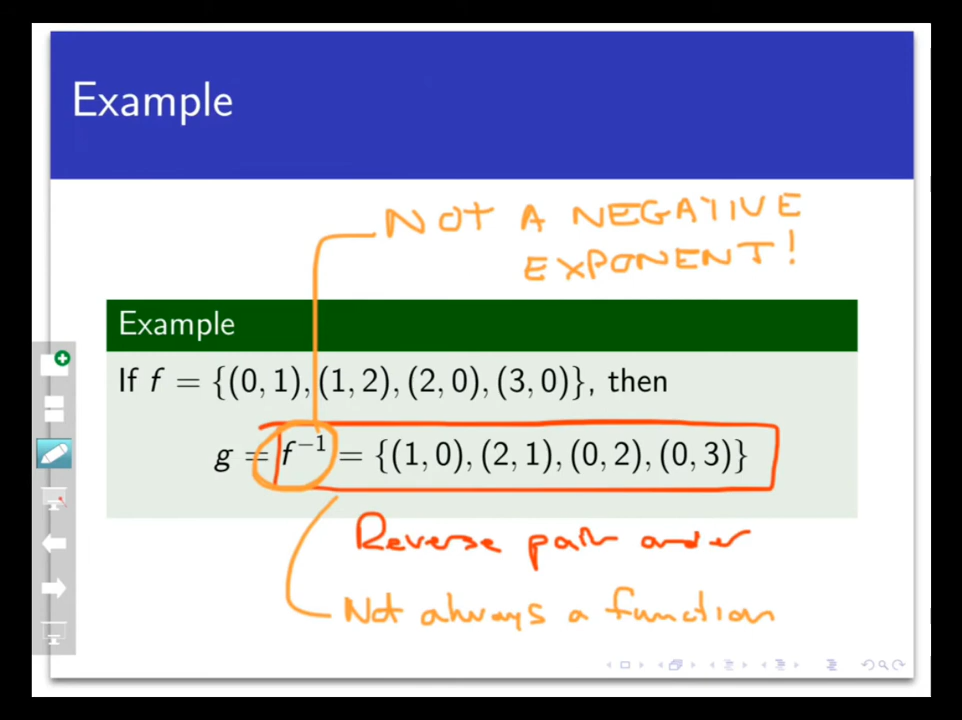 Example
NOT A NEGATIVE
EXPONENT!
Example
If f = {(0, 1), (1, 2), (2, 0), (3, 0)}, then
g = f⁻¹ = {(1, 0), (2, 1), (0, 2), (0, 3)}
Reverse pair order
Not always a function